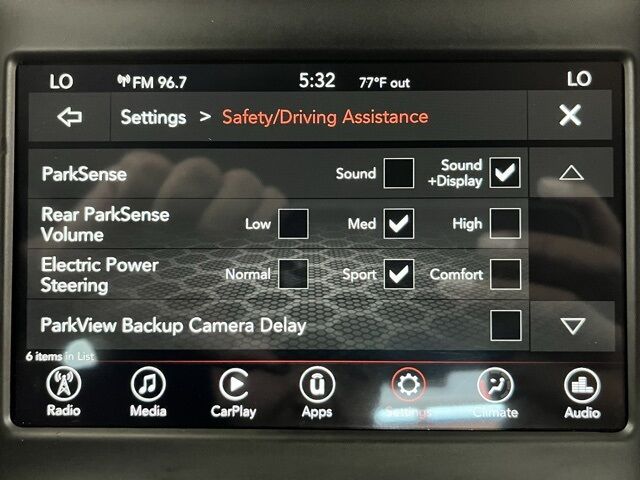 LO FM 96.7 5:32 77°F out LO
Settings > Safety/Driving Assistance
ParkSense Sound Sound
+Display
Rear ParkSense
Volume Low Med High
Electric Power
Steering Normal Sport Comfort
ParkView Backup Camera Delay
6 items in List
Radio Media CarPlay Apps Settings Climate Audio